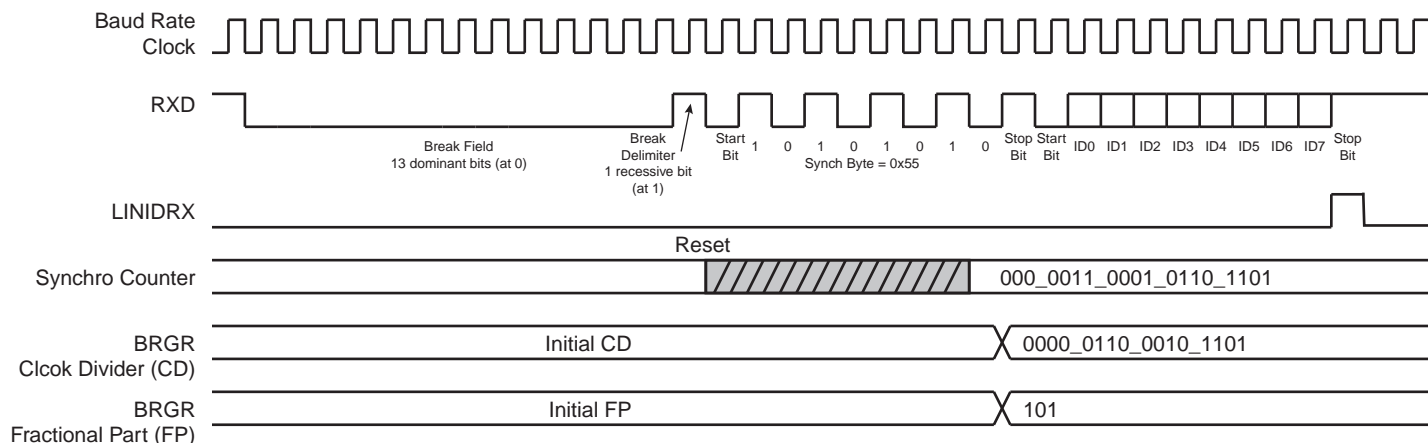 Baud Rate
Clock
RXD
Break Field
13 dominant bits (at 0)
Break
Delimiter
1 recessive bit
(at 1)
Start
Bit
1 0 1 0 1 0 1 0
Synch Byte = 0x55
Stop
Bit
Start
Bit
ID0 ID1 ID2 ID3 ID4 ID5 ID6 ID7
Stop
Bit
LINIDRX
Reset
Synchro Counter
000_0011_0001_0110_1101
BRGR
Clcok Divider (CD)
Initial CD
0000_0110_0010_1101
BRGR
Fractional Part (FP)
Initial FP
101